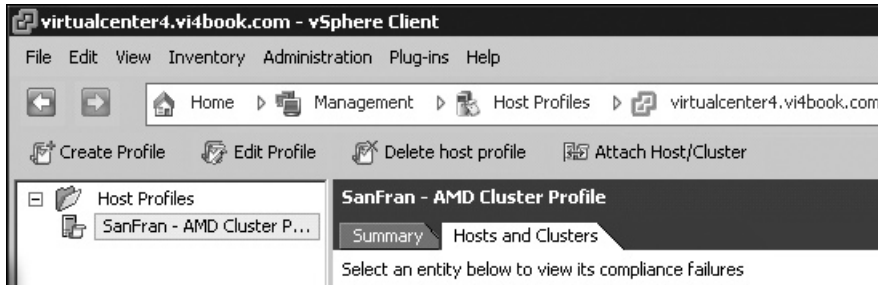 virtualcenter4.vi4book.com - vSphere Client
File Edit View Inventory Administration Plug-ins Help
Home Management Host Profiles virtualcenter4.vi4book.com
Create Profile Edit Profile Delete host profile Attach Host/Cluster
Host Profiles
SanFran - AMD Cluster P...
SanFran - AMD Cluster Profile
Summary Hosts and Clusters
Select an entity below to view its compliance failures